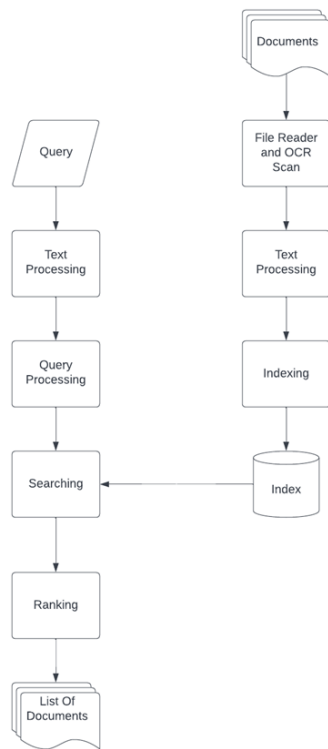 Documents
File Reader
and OCR
Scan
Query
Text
Processing
Text
Processing
Query
Processing
Indexing
Searching
Index
Ranking
List Of
Documents